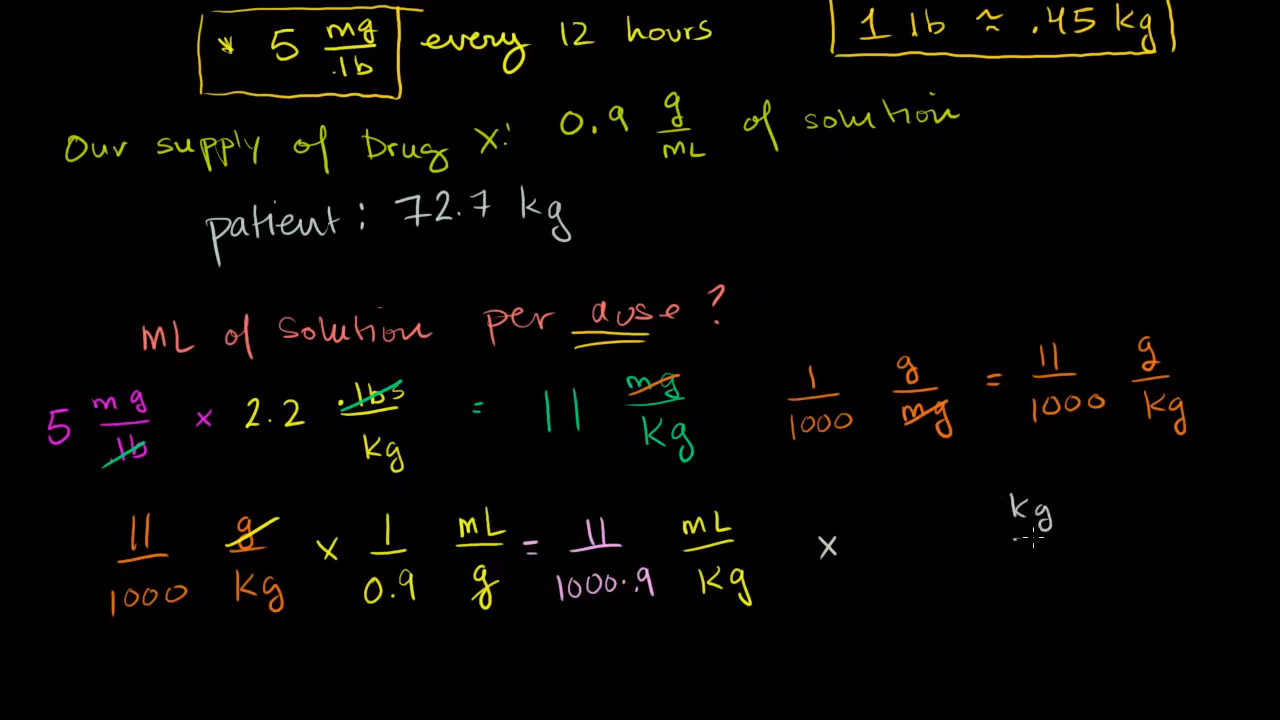 * 5 mg/lb every 12 hours
1 lb ≈ .45 kg
Our supply of Drug X: 0.9 g/mL of solution
patient: 72.7 kg
mL of solution per dose?
5 mg/lb × 2.2 lbs/kg = 11 mg/kg 1/1000 g/mg = 11/1000 g/kg
11/1000 g/kg × 1/0.9 mL/g = 11/1000·.9 mL/kg × kg